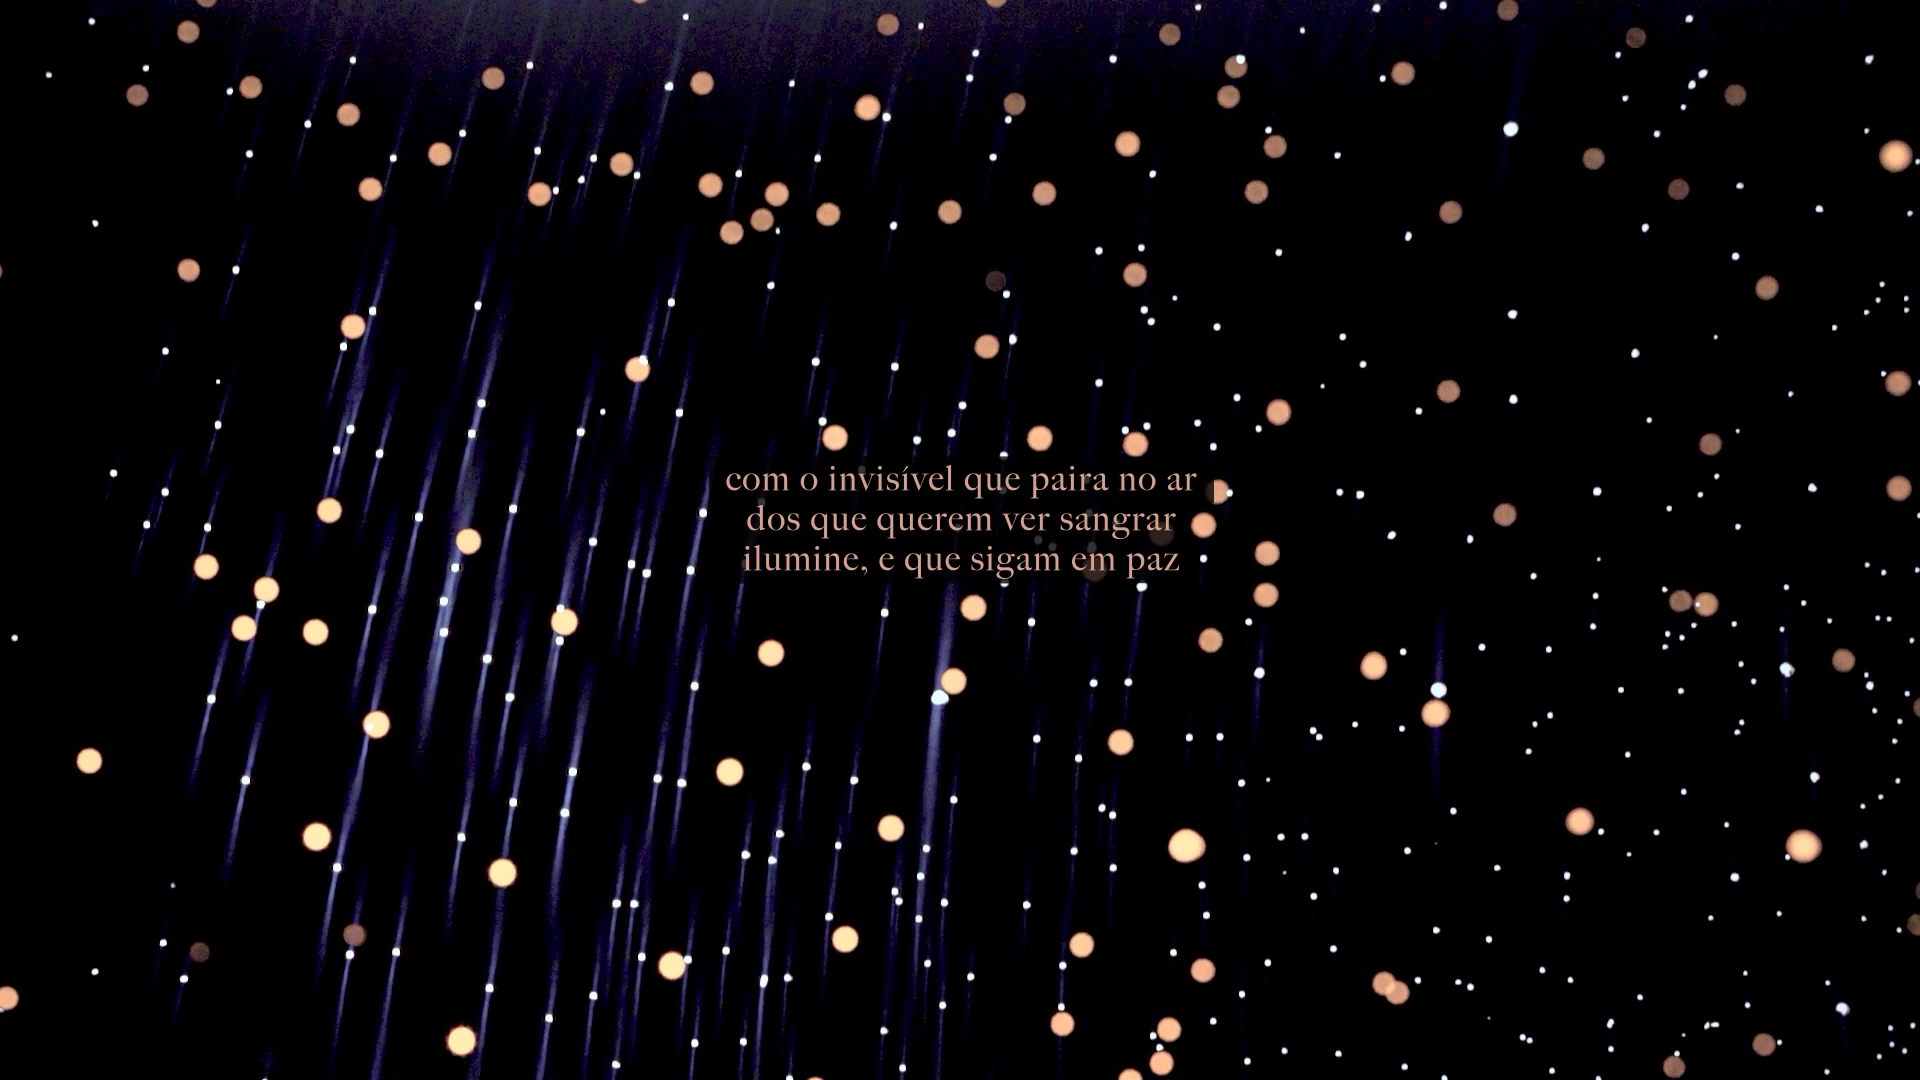 com o invisível que paira no ar
dos que querem ver sangrar
ilumine, e que sigam em paz